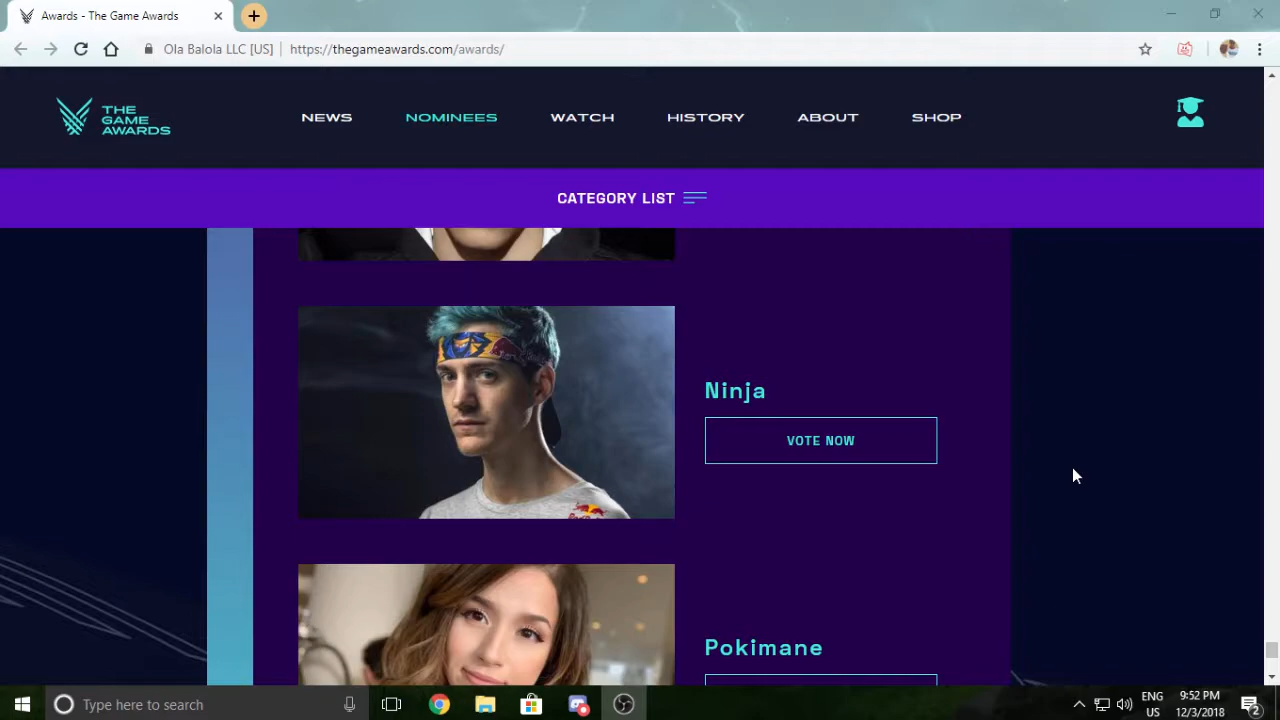 Awards - The Game Awards
Ola Balola LLC [US]
https://thegameawards.com/awards/
THE
GAME
AWARDS
NEWS
NOMINEES
WATCH
HISTORY
ABOUT
SHOP
CATEGORY LIST
Ninja
VOTE NOW
Pokimane
Type here to search
ENG
US
9:52 PM
12/3/2018
2